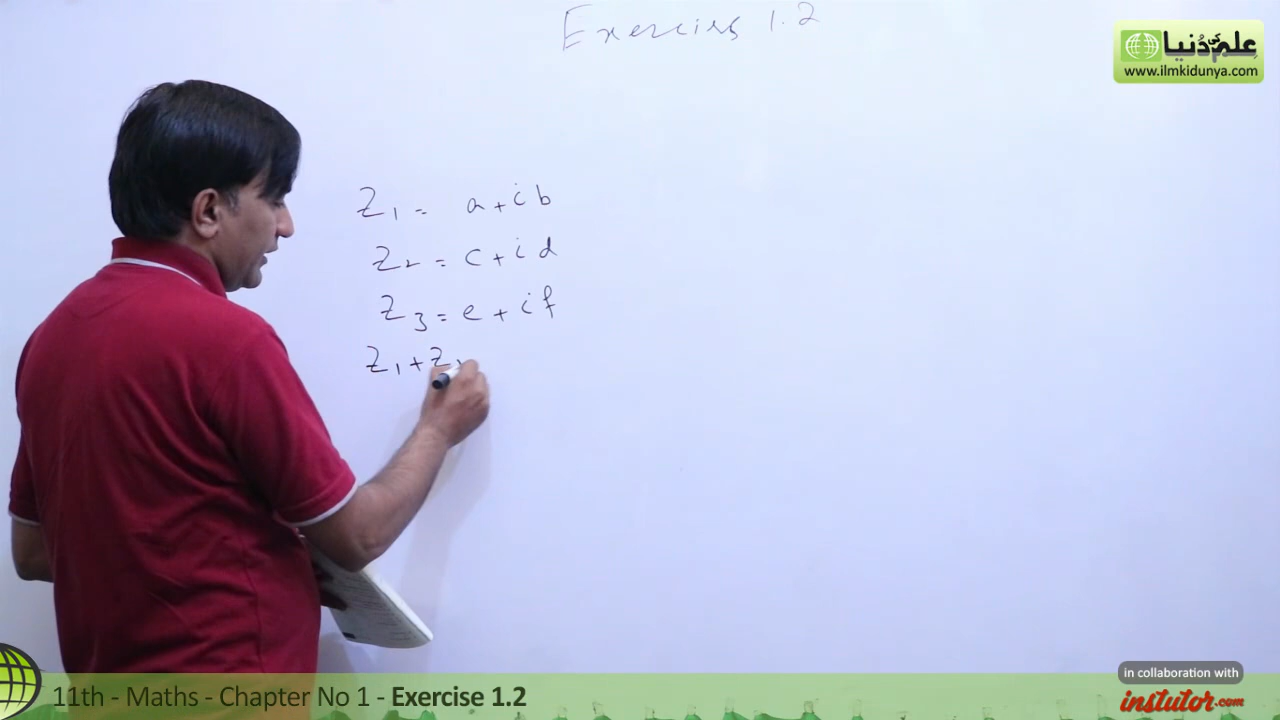 Exercise 1.2
علم کی دُنیا
www.ilmkidunya.com
Z₁ = a + ib
Z₂ = c + id
Z₃ = e + if
Z₁ + Z₂
in collaboration with
instutor.com
11th - Maths - Chapter No 1 - Exercise 1.2